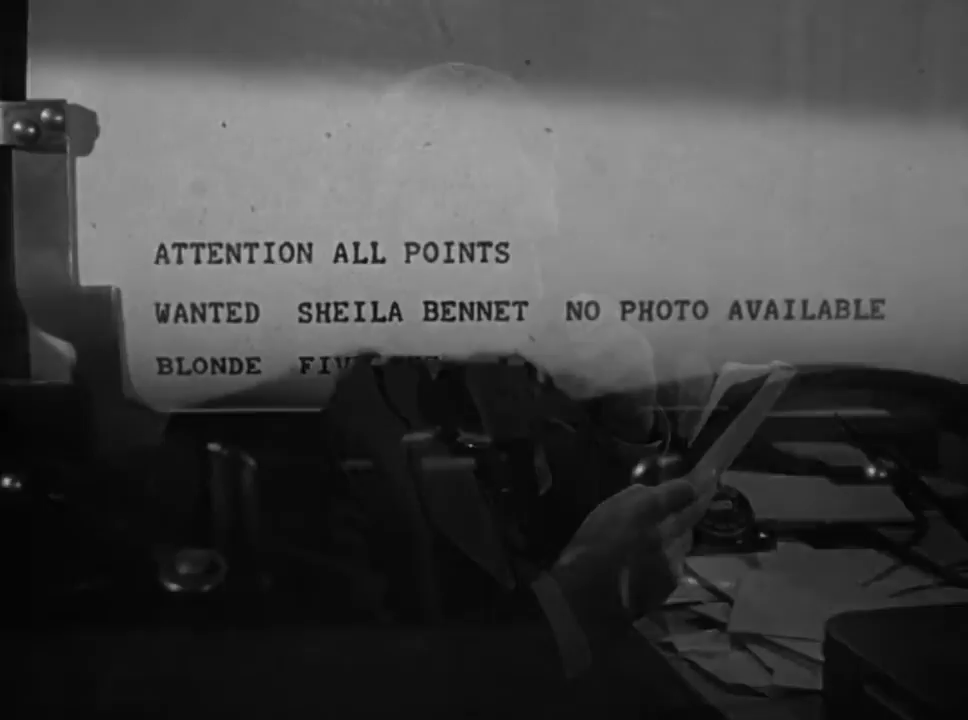 ATTENTION ALL POINTS
WANTED SHEILA BENNET NO PHOTO AVAILABLE
BLONDE